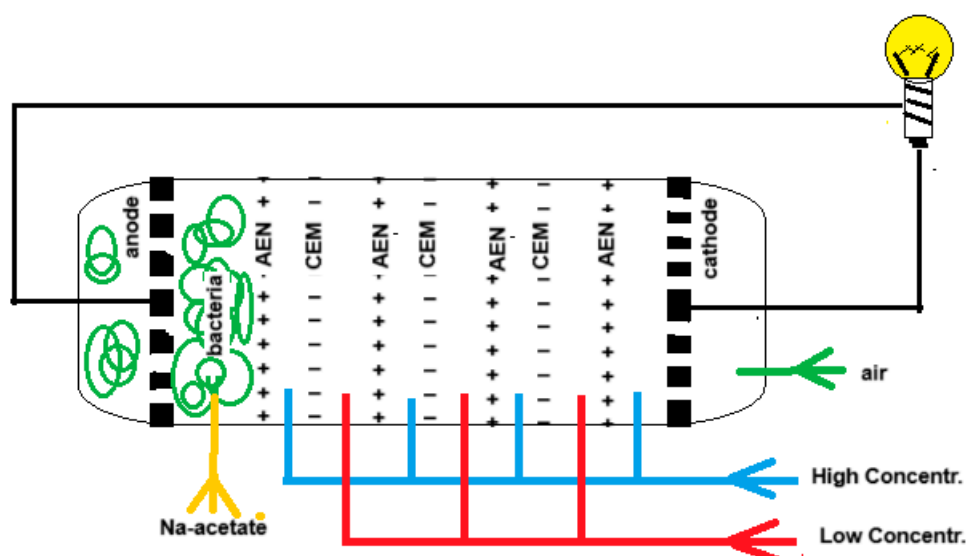 anode
bacteria
AEN
CEM
AEN
CEM
AEN
CEM
AEN
cathode
air
Na-acetate
High Concentr.
Low Concentr.